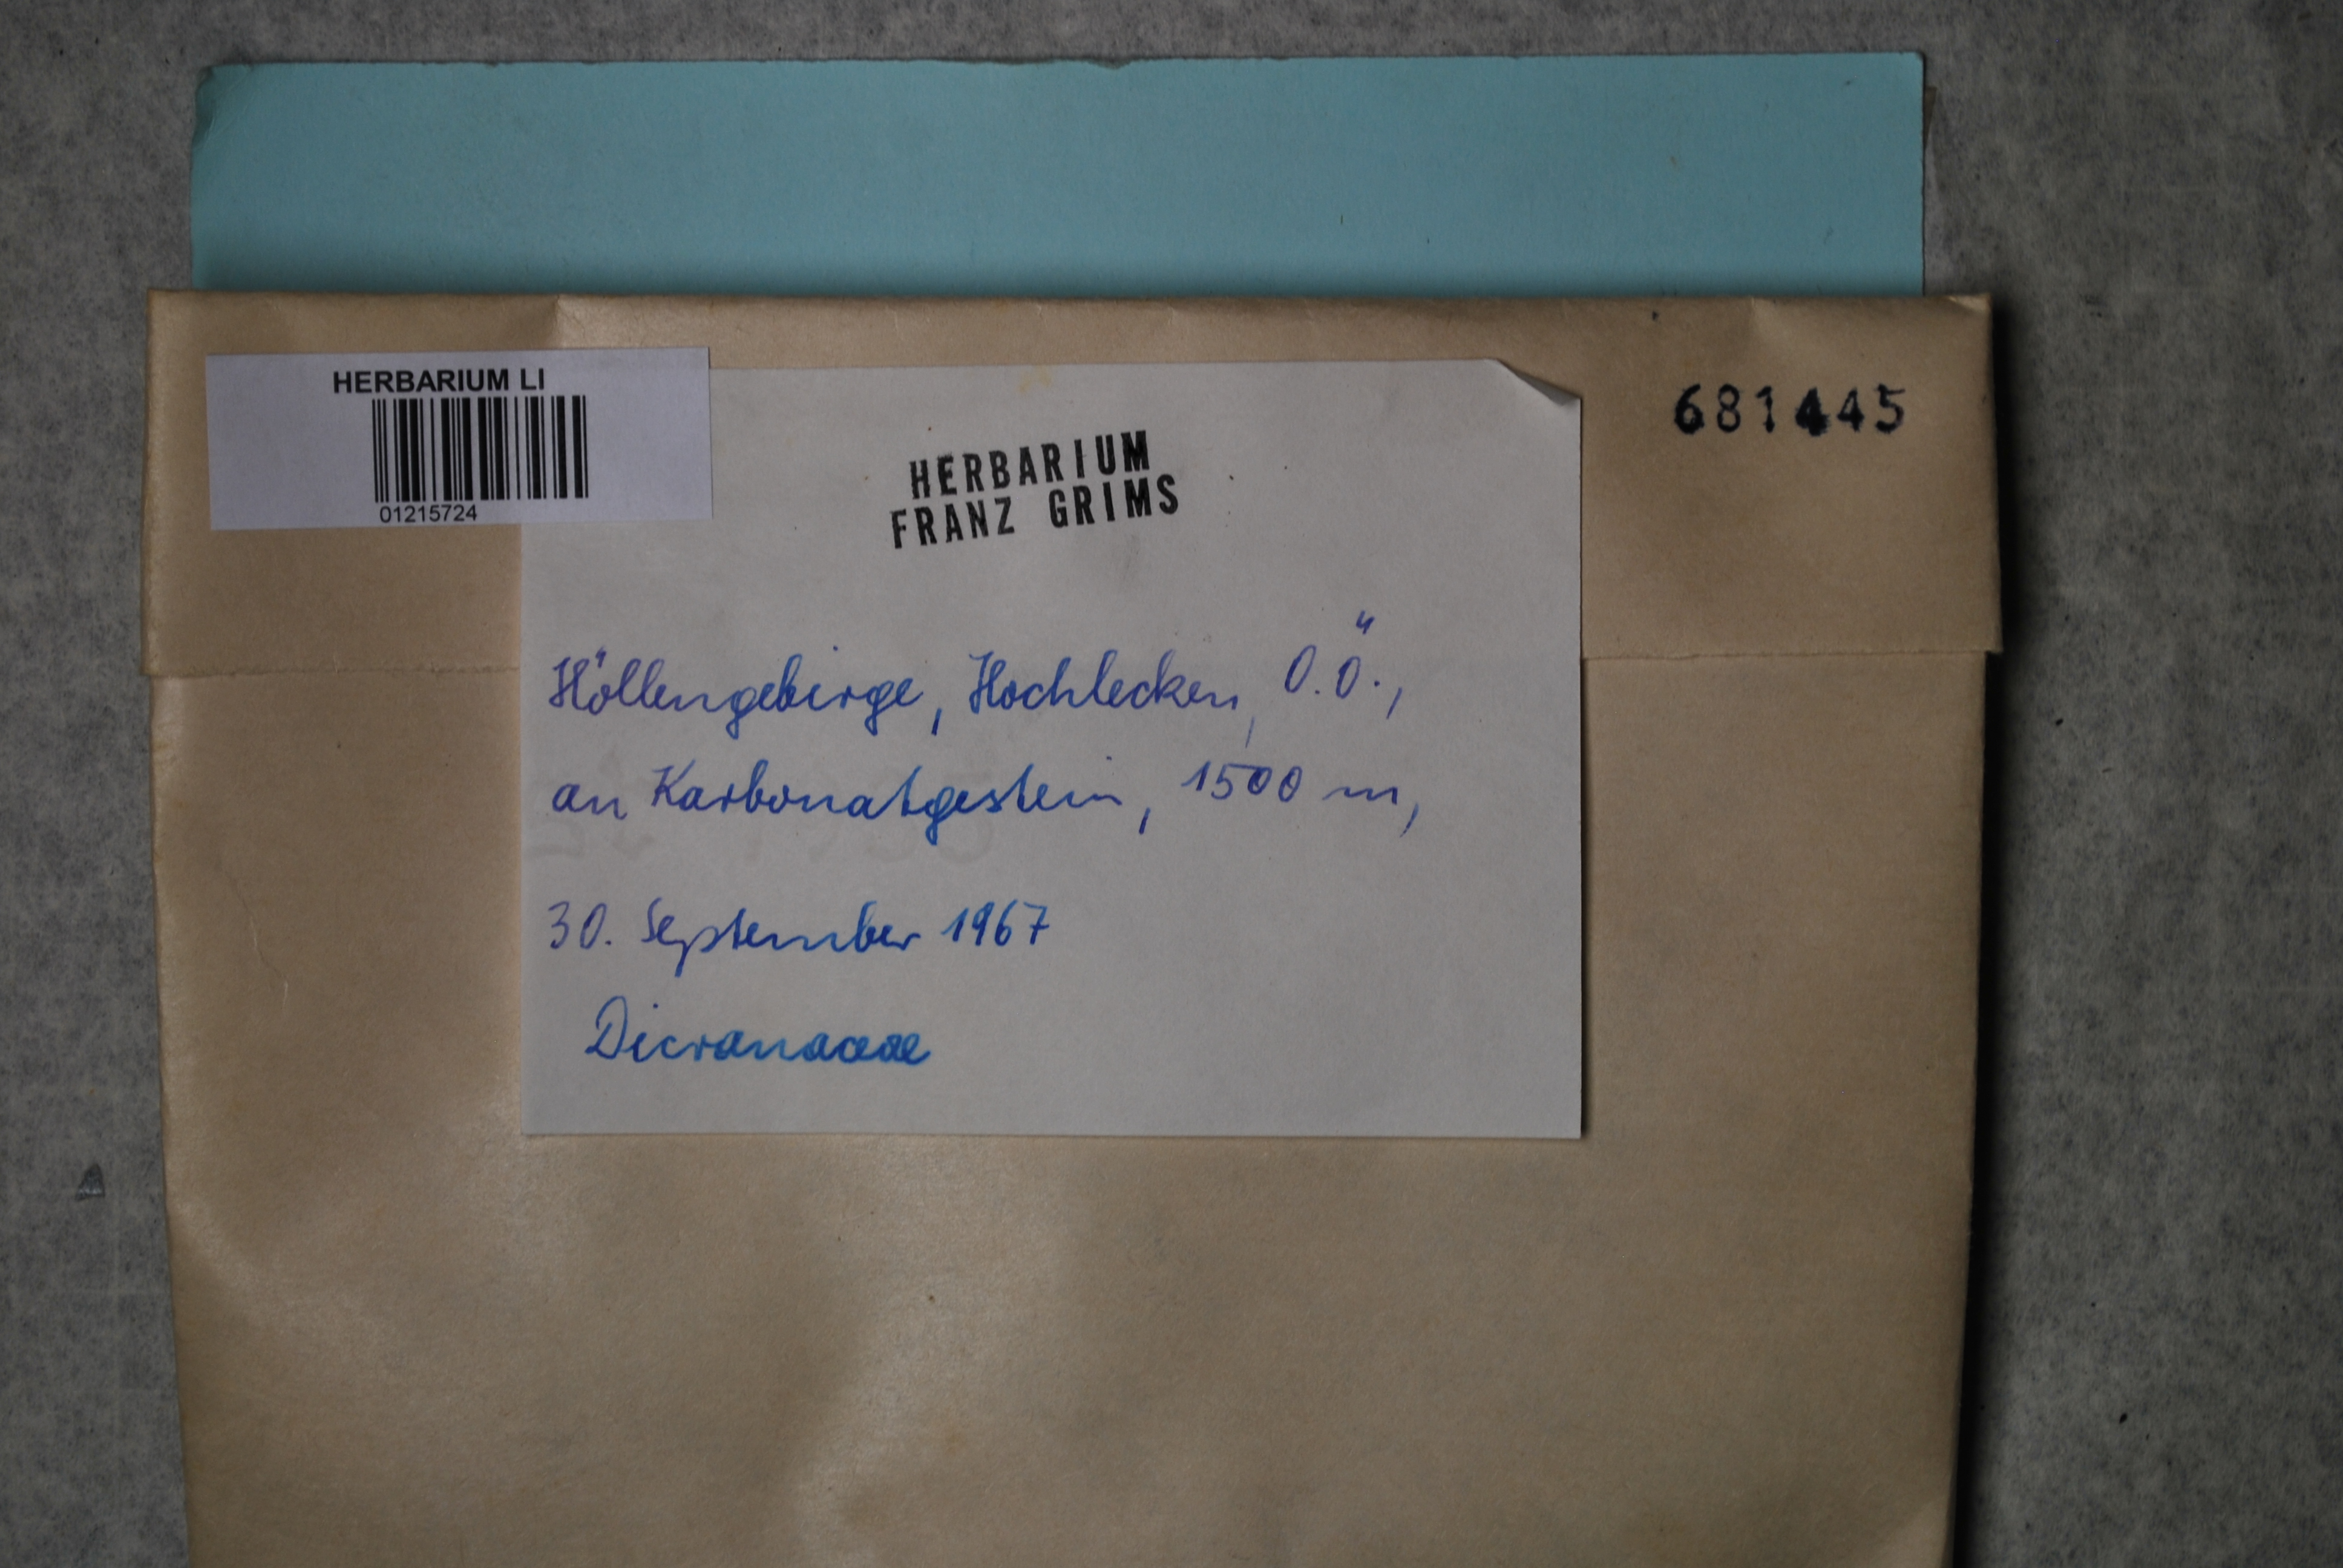 HERBARIUM LI
01215724
681445
HERBARIUM
FRANZ GRIMS
Höllengebirge, Hochlecken, O.Ö.,
an Karbonatgestein, 1500 m,
30. September 1967
Dicranaceae